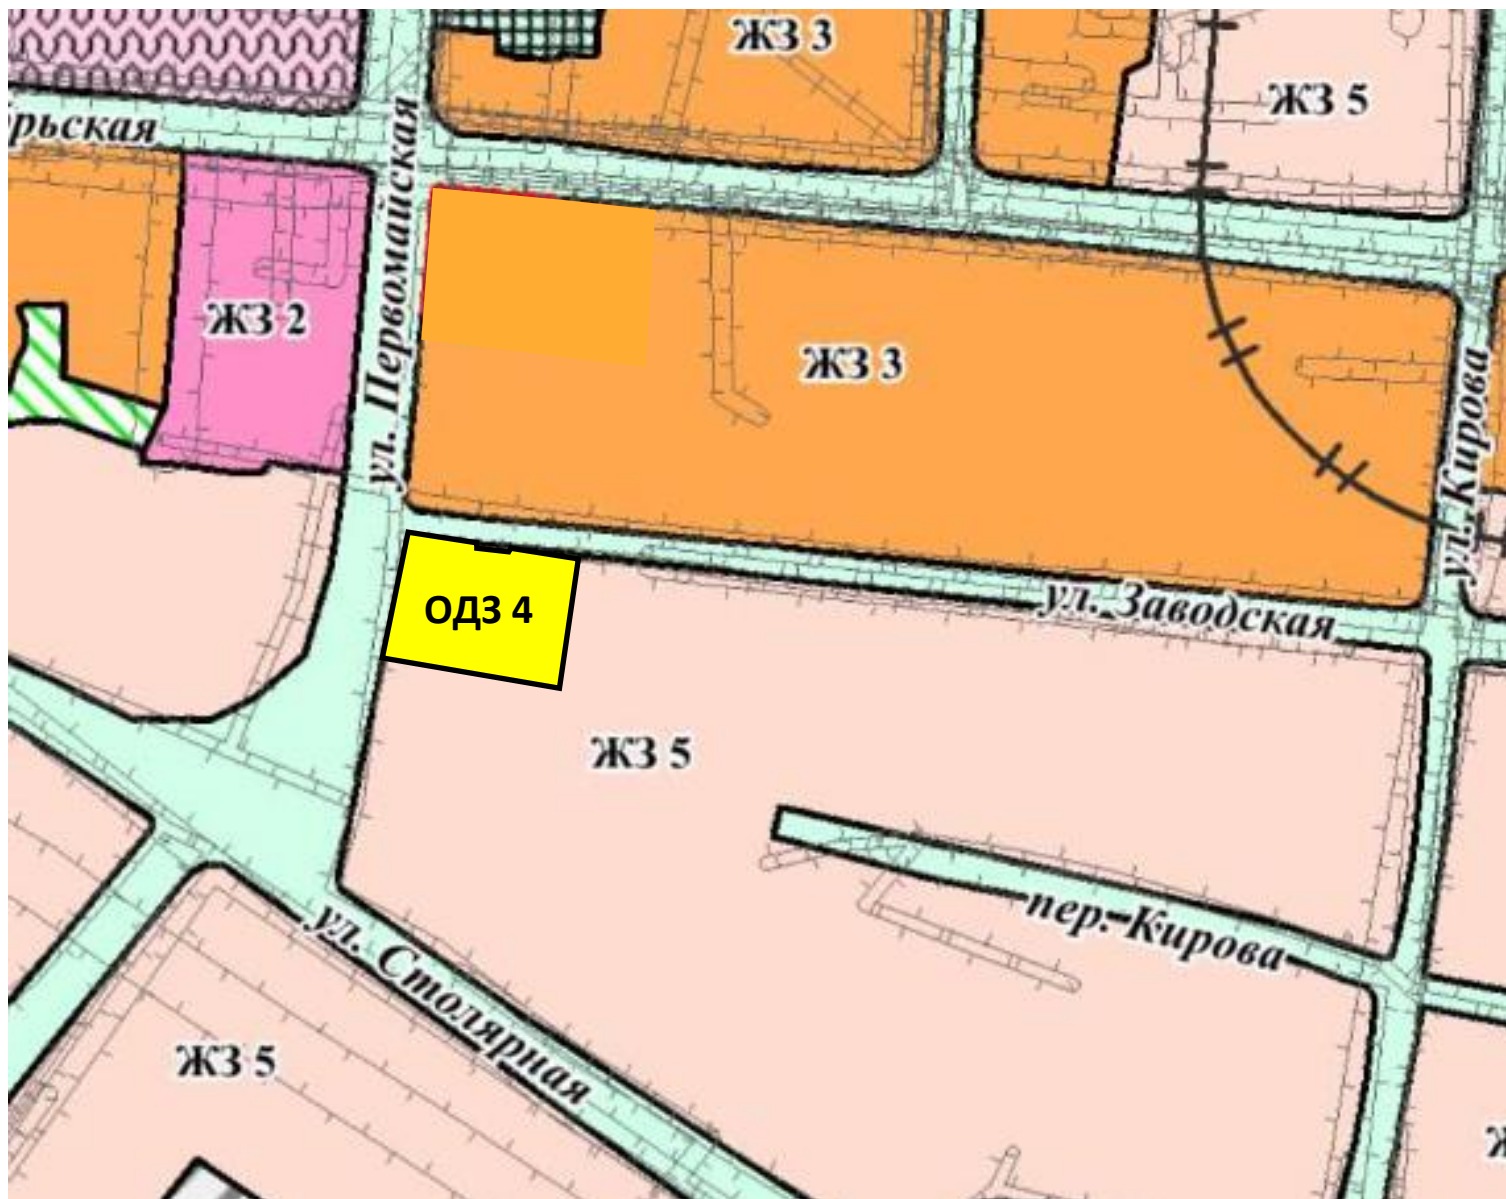 ЖЗ 3
ЖЗ 5
рьская
ул. Первомайская
ЖЗ 2
ЖЗ 3
ул. Кирова
ОДЗ 4
ул. Заводская
ЖЗ 5
пер. Кирова
ул. Столярная
ЖЗ 5